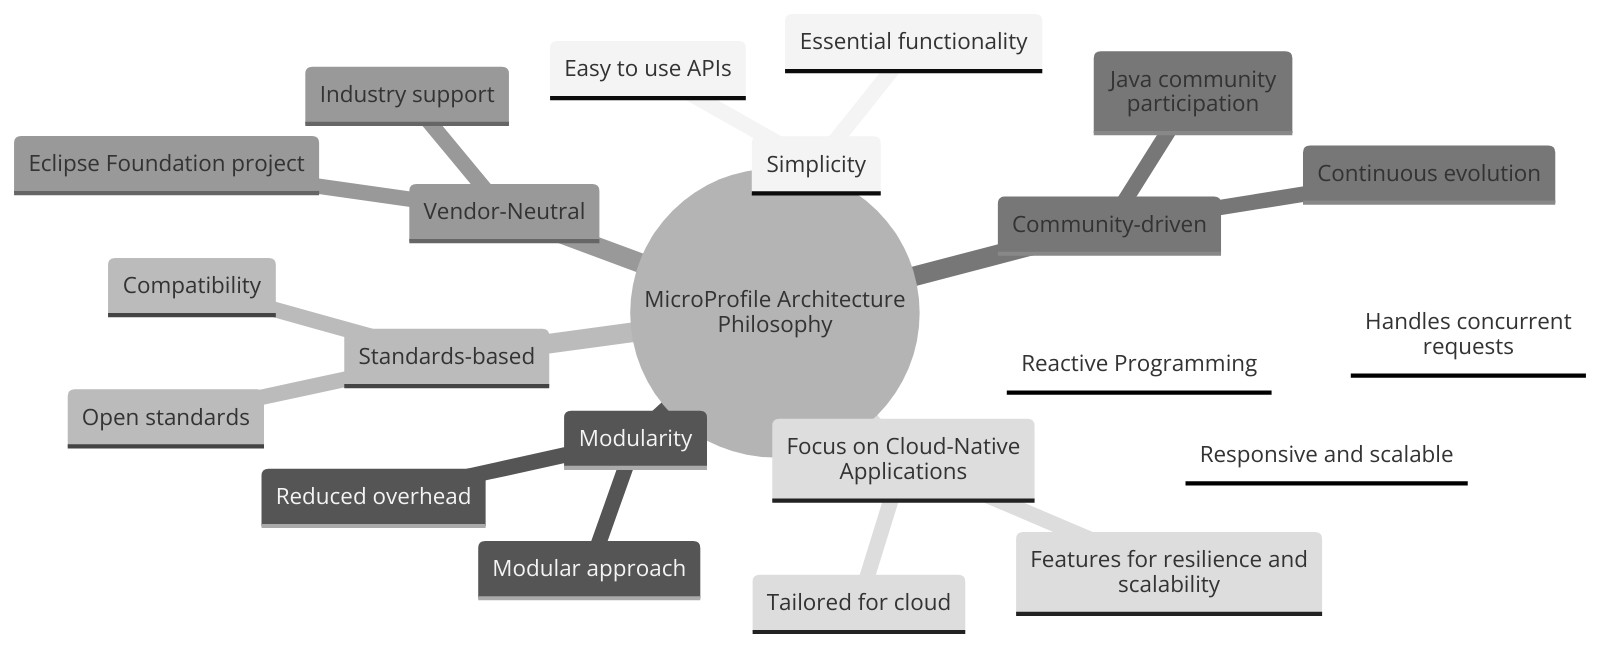 Essential functionality
Easy to use APIs
Simplicity
Java community
participation
Continuous evolution
Community-driven
Industry support
Eclipse Foundation project
Vendor-Neutral
MicroProfile Architecture
Philosophy
Compatibility
Standards-based
Open standards
Handles concurrent
requests
Reactive Programming
Responsive and scalable
Modularity
Reduced overhead
Modular approach
Focus on Cloud-Native
Applications
Features for resilience and
scalability
Tailored for cloud